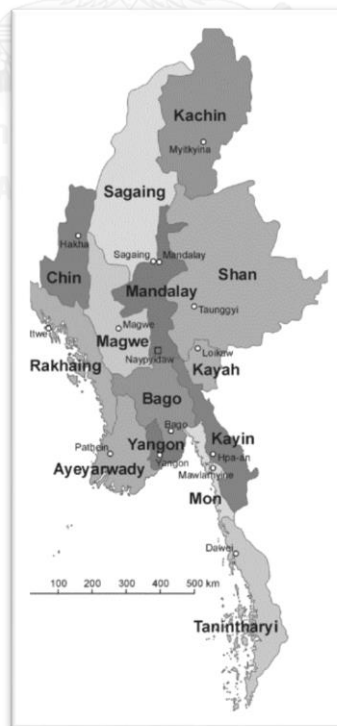 Kachin
Myitkyina
Sagaing
Hakha
Sagaing
Mandalay
Chin
Shan
Mandalay
Taunggyi
Magwe
Magwe
ttwe
Naypyidaw
Loikaw
Rakhaing
Kayah
Bago
Bago
Kayin
Yangon
Pathein
Hpa-an
Yangon
Ayeyarwady
Mawlamyine
Mon
Dawei
100 200 300 400 500 km
Tanintharyi